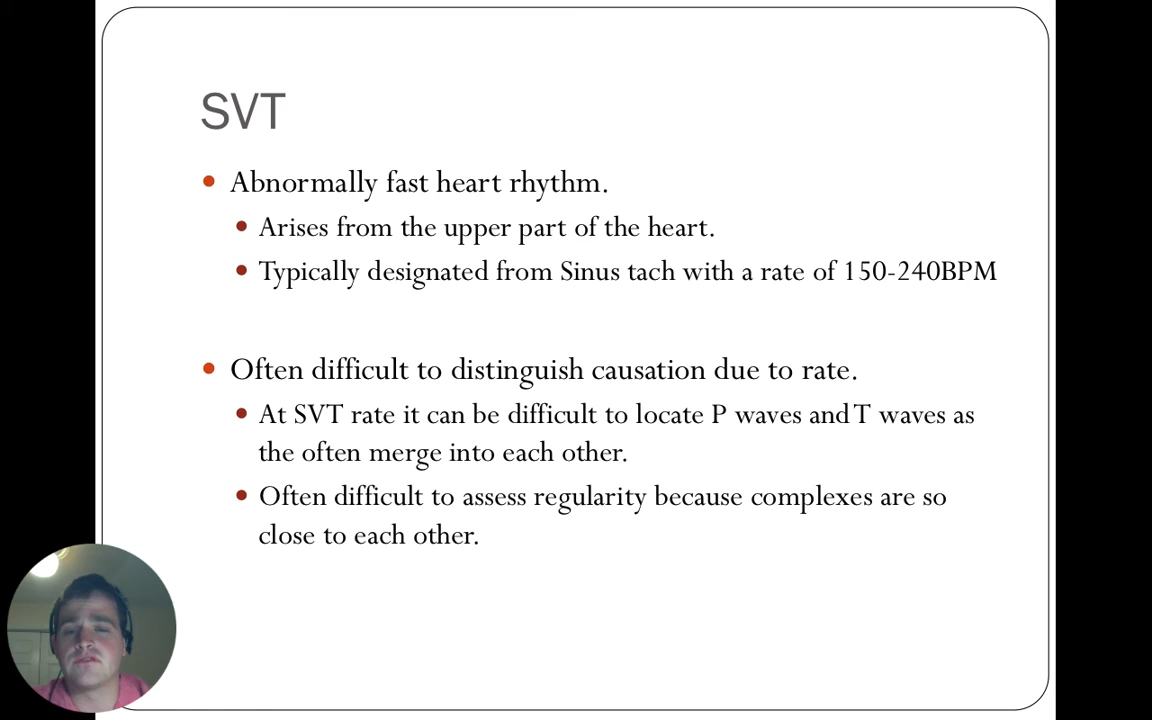 SVT
Abnormally fast heart rhythm.
Arises from the upper part of the heart.
Typically designated from Sinus tach with a rate of 150-240BPM
Often difficult to distinguish causation due to rate.
At SVT rate it can be difficult to locate P waves and T waves as
the often merge into each other.
Often difficult to assess regularity because complexes are so
close to each other.